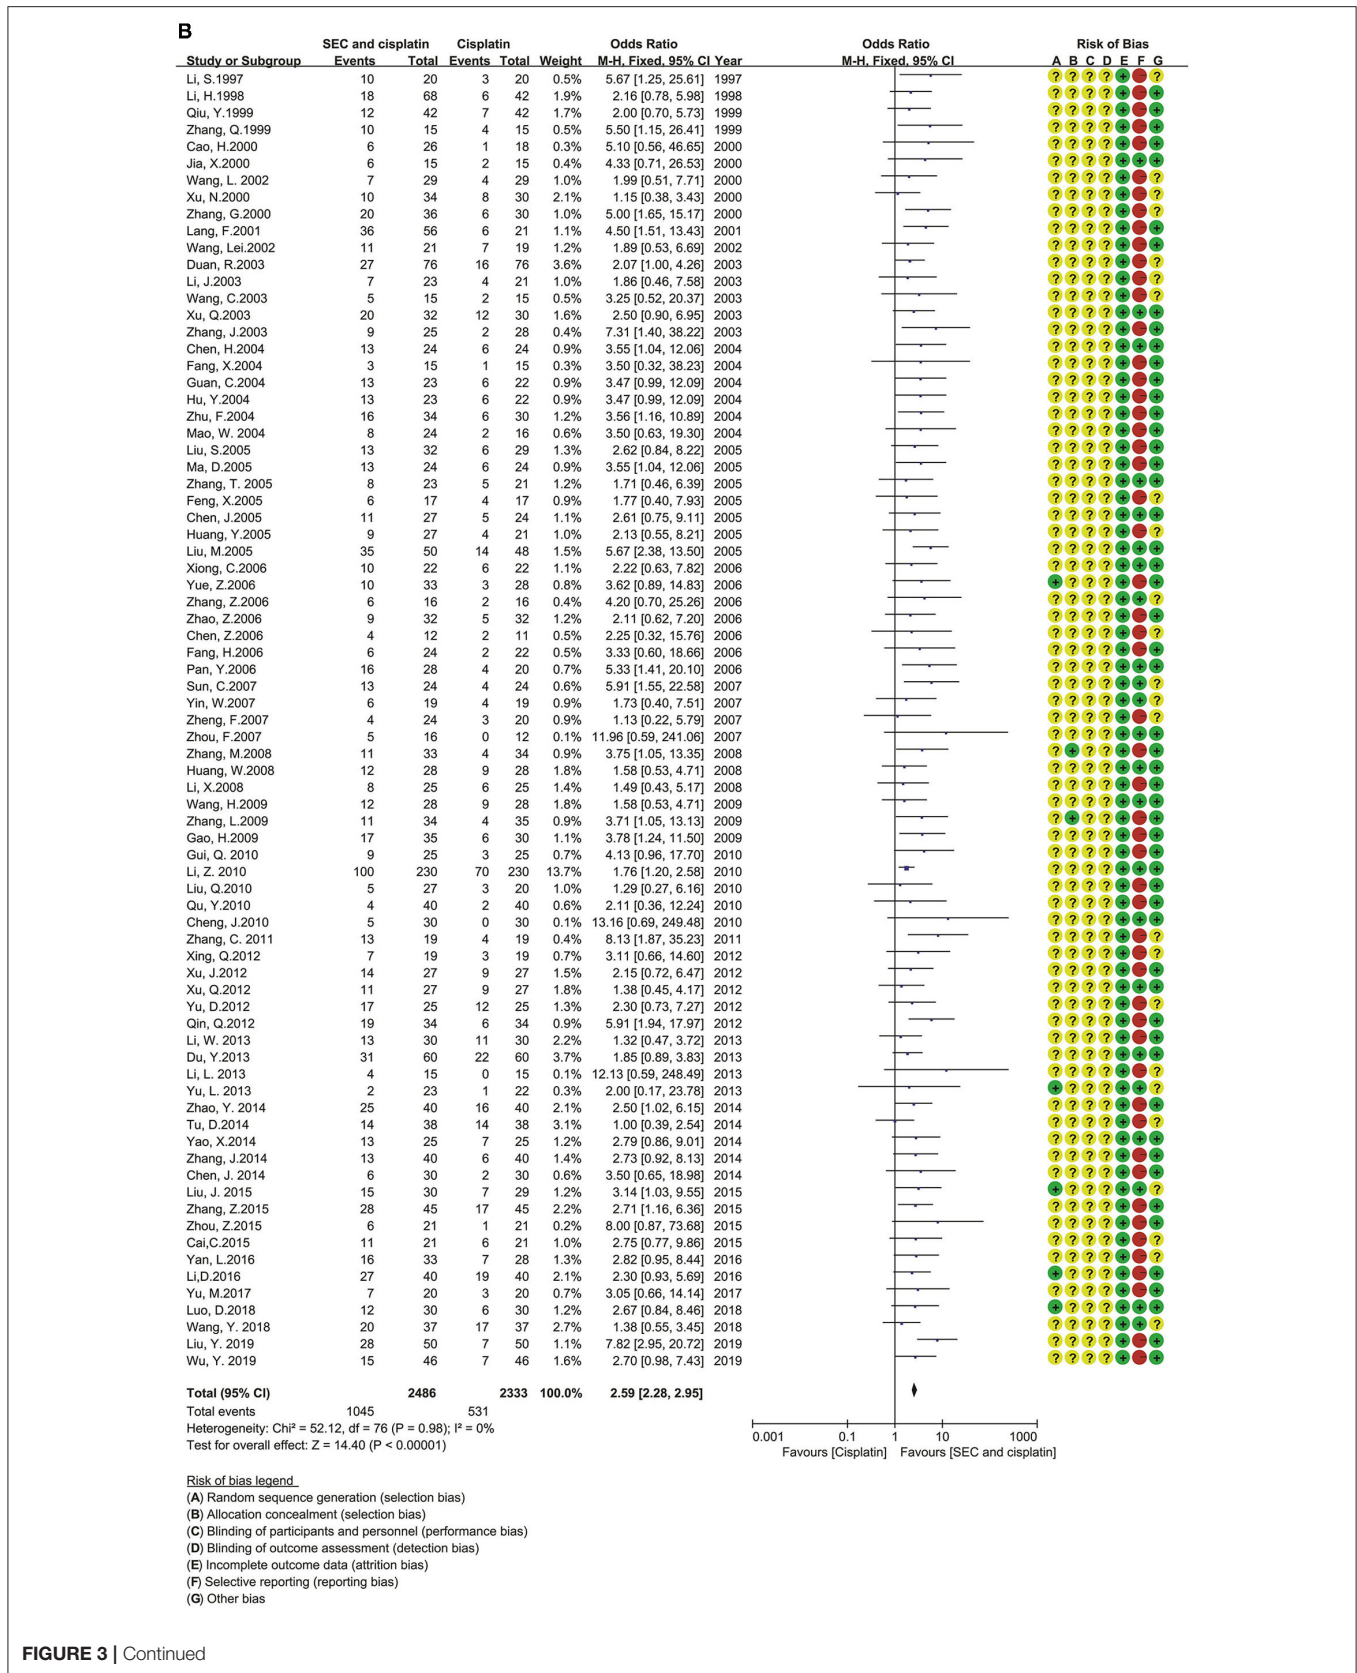 B
SEC and cisplatin Cisplatin Odds Ratio Odds Ratio Risk of Bias
Study or Subgroup Events Total Events Total Weight M-H, Fixed, 95% CI Year M-H, Fixed, 95% CI A B C D E F G
Li, S.1997 10 20 3 20 0.5% 5.67 [1.25, 25.61] 1997 ? ? ? ? + - ?
Li, H.1998 18 68 6 42 1.9% 2.16 [0.78, 5.98] 1998 ? ? ? ? + - +
Qiu, Y.1999 12 42 7 42 1.7% 2.00 [0.70, 5.73] 1999 ? ? ? ? + - +
Zhang, Q.1999 10 15 4 15 0.5% 5.50 [1.15, 26.41] 1999 ? ? ? ? + - ?
Cao, H.2000 6 26 1 18 0.3% 5.10 [0.56, 46.65] 2000 ? ? ? ? + - +
Jia, X.2000 6 15 2 15 0.4% 4.33 [0.71, 26.53] 2000 ? ? ? ? + + +
Wang, L. 2002 7 29 4 29 1.0% 1.99 [0.51, 7.71] 2000 ? ? ? ? + - ?
Xu, N.2000 10 34 8 30 2.1% 1.15 [0.38, 3.43] 2000 ? ? ? ? + - ?
Zhang, G.2000 20 36 6 30 1.0% 5.00 [1.65, 15.17] 2000 ? ? ? ? + - ?
Lang, F.2001 36 56 6 21 1.1% 4.50 [1.51, 13.43] 2001 ? ? ? ? + - +
Wang, Lei.2002 11 21 7 19 1.2% 1.89 [0.53, 6.69] 2002 ? ? ? ? + - +
Duan, R.2003 27 76 16 76 3.6% 2.07 [1.00, 4.26] 2003 ? ? ? ? + - ?
Li, J.2003 7 23 4 21 1.0% 1.86 [0.46, 7.58] 2003 ? ? ? ? + - ?
Wang, C.2003 5 15 2 15 0.5% 3.25 [0.52, 20.37] 2003 ? ? ? ? + - ?
Xu, Q.2003 20 32 12 30 1.6% 2.50 [0.90, 6.95] 2003 ? ? ? ? + + +
Zhang, J.2003 9 25 2 28 0.4% 7.31 [1.40, 38.22] 2003 ? ? ? ? + - +
Chen, H.2004 13 24 6 24 0.9% 3.55 [1.04, 12.06] 2004 ? ? ? ? + + +
Fang, X.2004 3 15 1 15 0.3% 3.50 [0.32, 38.23] 2004 ? ? ? ? + - +
Guan, C.2004 13 23 6 22 0.9% 3.47 [0.99, 12.09] 2004 ? ? ? ? + - +
Hu, Y.2004 13 23 6 22 0.9% 3.47 [0.99, 12.09] 2004 ? ? ? ? + - +
Zhu, F.2004 16 34 6 30 1.2% 3.56 [1.16, 10.89] 2004 ? ? ? ? + - +
Mao, W. 2004 8 24 2 16 0.6% 3.50 [0.63, 19.30] 2004 ? ? ? ? + - +
Liu, S.2005 13 32 6 29 1.3% 2.62 [0.84, 8.22] 2005 ? ? ? ? + - +
Ma, D.2005 13 24 6 24 0.9% 3.55 [1.04, 12.06] 2005 ? ? ? ? + - +
Zhang, T. 2005 8 23 5 21 1.2% 1.71 [0.46, 6.39] 2005 ? ? ? ? + + +
Feng, X.2005 6 17 4 17 0.9% 1.77 [0.40, 7.93] 2005 ? ? ? ? + - ?
Chen, J.2005 11 27 5 24 1.1% 2.61 [0.75, 9.11] 2005 ? ? ? ? + + +
Huang, Y.2005 9 27 4 21 1.0% 2.13 [0.55, 8.21] 2005 ? ? ? ? + - ?
Liu, M.2005 35 50 14 48 1.5% 5.67 [2.38, 13.50] 2005 ? ? ? ? + + +
Xiong, C.2006 10 22 6 22 1.2% 2.22 [0.63, 7.82] 2006 ? ? ? ? + + +
Yue, Z.2006 10 33 3 28 0.8% 3.62 [0.89, 14.83] 2006 + ? ? ? + - +
Zhang, Z.2006 6 16 2 16 0.4% 4.20 [0.70, 25.26] 2006 ? ? ? ? + + ?
Zhao, Z.2006 9 32 5 32 1.2% 2.11 [0.62, 7.20] 2006 ? ? ? ? + - +
Chen, Z.2006 4 12 2 11 0.5% 2.25 [0.32, 15.76] 2006 ? ? ? ? + - ?
Fang, H.2006 6 24 2 22 0.5% 3.33 [0.60, 18.66] 2006 ? ? ? ? + - +
Pan, Y.2006 16 28 4 20 0.7% 5.33 [1.41, 20.10] 2006 ? ? ? ? + + +
Sun, C.2007 13 24 4 24 0.6% 5.91 [1.55, 22.58] 2007 ? ? ? ? + + ?
Yin, W.2007 6 19 4 19 0.9% 1.73 [0.40, 7.51] 2007 ? ? ? ? + - ?
Zheng, F.2007 4 24 3 20 0.9% 1.13 [0.22, 5.79] 2007 ? ? ? ? + - ?
Zhou, F.2007 5 16 0 12 0.1% 11.96 [0.59, 241.06] 2007 ? ? ? ? + + +
Zhang, M.2008 11 33 4 34 0.9% 3.75 [1.05, 13.35] 2008 ? + ? ? + - +
Huang, W.2008 12 28 9 28 1.8% 1.58 [0.53, 4.71] 2008 ? ? ? ? + + +
Li, X.2008 8 25 6 25 1.4% 1.49 [0.43, 5.17] 2008 ? ? ? ? + - +
Wang, H.2009 12 28 9 28 1.8% 1.58 [0.53, 4.71] 2009 ? ? ? ? + + +
Zhang, L.2009 11 34 4 35 0.9% 3.71 [1.05, 13.13] 2009 ? + ? ? + - +
Gao, H.2009 17 35 6 30 1.1% 3.78 [1.24, 11.50] 2009 ? ? ? ? + - +
Gui, Q. 2010 9 25 3 25 0.7% 4.13 [0.96, 17.70] 2010 ? ? ? ? + - +
Li, Z. 2010 100 230 70 230 13.7% 1.76 [1.20, 2.58] 2010 ? ? ? ? + + +
Liu, Q.2010 5 27 3 20 1.0% 1.29 [0.27, 6.16] 2010 ? ? ? ? + - +
Qu, Y.2010 4 40 2 40 0.6% 2.11 [0.36, 12.24] 2010 ? ? ? ? + - +
Cheng, J.2010 5 30 0 30 0.1% 13.16 [0.69, 249.48] 2010 ? ? ? ? + + +
Zhang, C. 2011 13 19 4 19 0.4% 8.13 [1.87, 35.23] 2011 ? ? ? ? + - ?
Xing, Q.2012 7 19 3 19 0.7% 3.11 [0.66, 14.60] 2012 ? ? ? ? + - ?
Xu, J.2012 14 27 9 27 1.5% 2.15 [0.72, 6.47] 2012 ? ? ? ? + - +
Xu, Q.2012 11 27 9 27 1.8% 1.38 [0.45, 4.17] 2012 ? ? ? ? + + +
Yu, D.2012 17 25 12 25 1.3% 2.30 [0.73, 7.27] 2012 ? ? ? ? + - ?
Qin, Q.2012 19 34 6 34 0.9% 5.91 [1.94, 17.97] 2012 ? ? ? ? + - +
Li, W. 2013 13 30 11 30 2.2% 1.32 [0.47, 3.72] 2013 ? ? ? ? + - +
Du, Y.2013 31 60 22 60 3.7% 1.85 [0.89, 3.83] 2013 ? ? ? ? + + +
Li, L. 2013 4 15 0 15 0.1% 12.13 [0.59, 248.49] 2013 ? ? ? ? + - ?
Yu, L. 2013 2 23 1 22 0.3% 2.00 [0.17, 23.78] 2013 + ? ? ? + + ?
Zhao, Y. 2014 25 40 16 40 2.1% 2.50 [1.02, 6.15] 2014 ? ? ? ? + - +
Tu, D.2014 14 38 14 38 3.1% 1.00 [0.39, 2.54] 2014 ? ? ? ? + - ?
Yao, X.2014 13 25 7 25 1.2% 2.79 [0.86, 9.01] 2014 ? ? ? ? + + +
Zhang, J.2014 13 40 6 40 1.4% 2.73 [0.92, 8.13] 2014 ? ? ? ? + - +
Chen, J. 2014 6 30 2 30 0.6% 3.50 [0.65, 18.98] 2014 ? ? ? ? + - +
Liu, J. 2015 15 30 7 29 1.2% 3.14 [1.03, 9.55] 2015 + ? ? ? + + ?
Zhang, Z.2015 28 45 17 45 2.2% 2.71 [1.16, 6.36] 2015 ? ? ? ? + - +
Zhou, Z.2015 6 21 1 21 0.2% 8.00 [0.87, 73.68] 2015 ? ? ? ? + - +
Cai,C.2015 11 21 6 21 1.0% 2.75 [0.77, 9.86] 2015 ? ? ? ? + - ?
Yan, L.2016 16 33 7 28 1.2% 2.82 [0.95, 8.44] 2016 ? ? ? ? + - ?
Li,D.2016 27 40 19 40 2.1% 2.30 [0.93, 5.69] 2016 + ? ? ? + - +
Yu, M.2017 7 20 3 20 0.7% 3.05 [0.66, 14.14] 2017 ? ? ? ? + - +
Luo, D.2018 12 30 6 30 1.3% 2.67 [0.84, 8.46] 2018 + ? ? ? + + +
Wang, Y. 2018 20 37 17 37 2.7% 1.38 [0.55, 3.45] 2018 ? ? ? ? + + ?
Liu, Y. 2019 28 50 7 50 1.1% 7.82 [2.95, 20.72] 2019 ? ? ? ? + - +
Wu, Y. 2019 15 46 7 46 1.6% 2.70 [0.98, 7.43] 2019 ? ? ? ? + - +
Total (95% CI) 2486 2333 100.0% 2.59 [2.28, 2.95]
Total events 1045 531
Heterogeneity: Chi² = 52.12, df = 76 (P = 0.98); I² = 0%
Test for overall effect: Z = 14.40 (P < 0.00001)
0.001 0.1 1 10 1000
Favours [Cisplatin] Favours [SEC and cisplatin]
Risk of bias legend
(A) Random sequence generation (selection bias)
(B) Allocation concealment (selection bias)
(C) Blinding of participants and personnel (performance bias)
(D) Blinding of outcome assessment (detection bias)
(E) Incomplete outcome data (attrition bias)
(F) Selective reporting (reporting bias)
(G) Other bias
FIGURE 3 | Continued